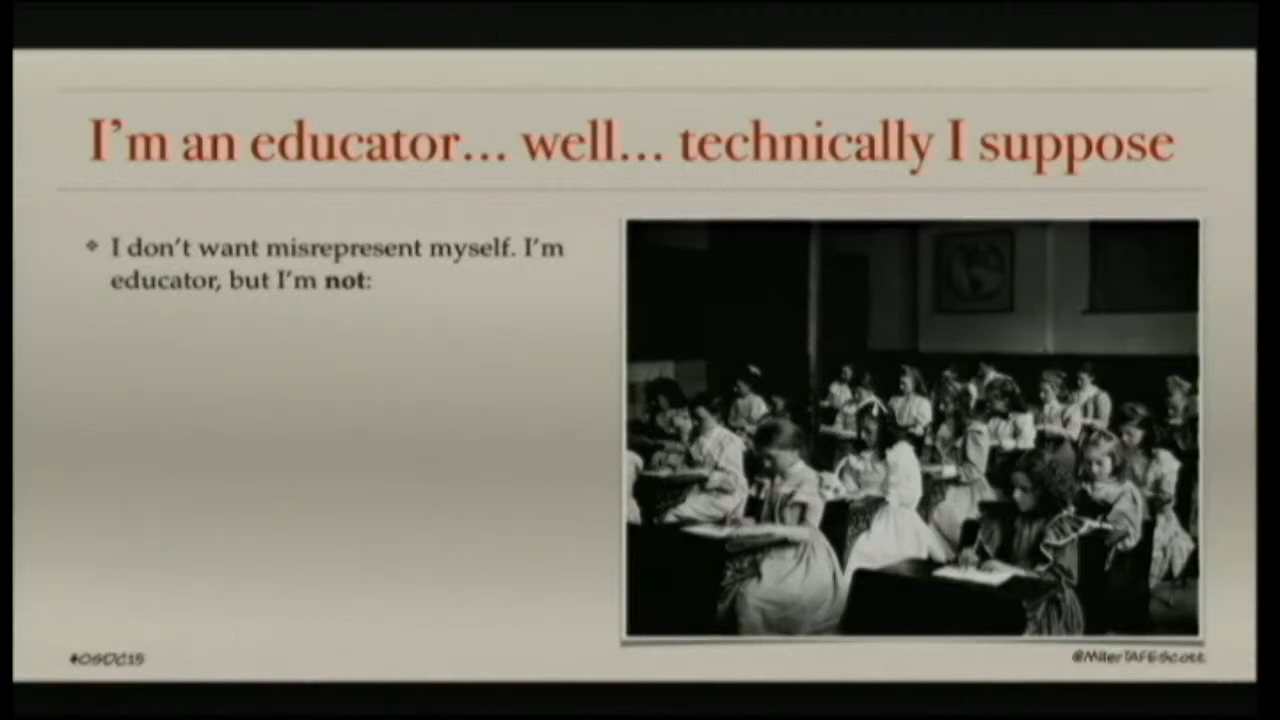 I'm an educator... well... technically I suppose
❖ I don't want misrepresent myself. I'm
educator, but I'm not:
#OSDC15
@MillerTAFEScott